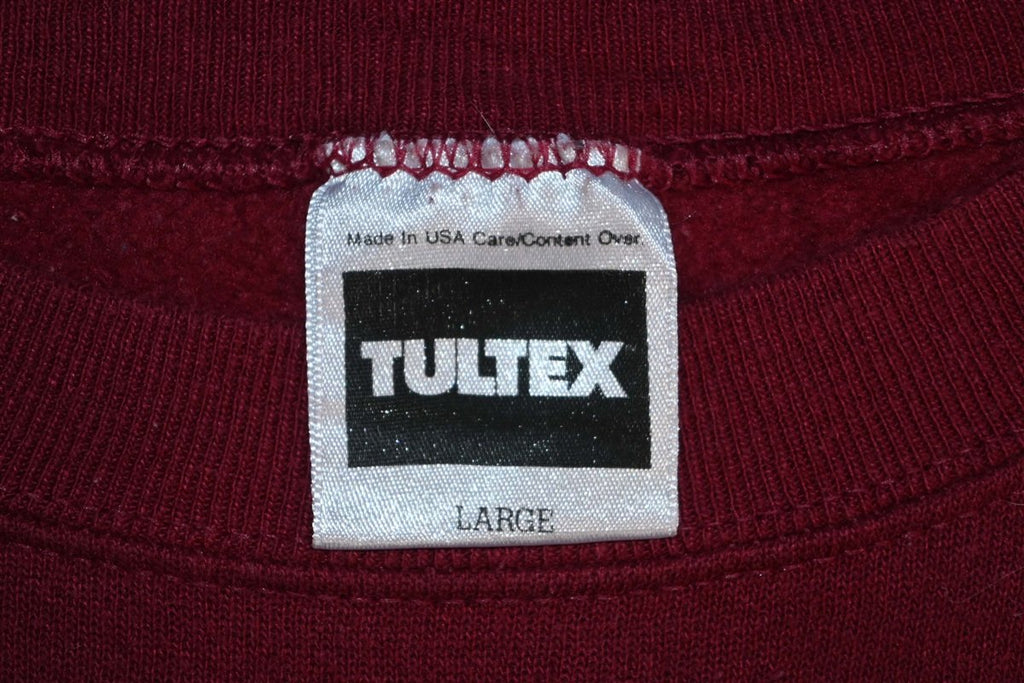 Made In USA Care/Content Over
TULTEX
LARGE